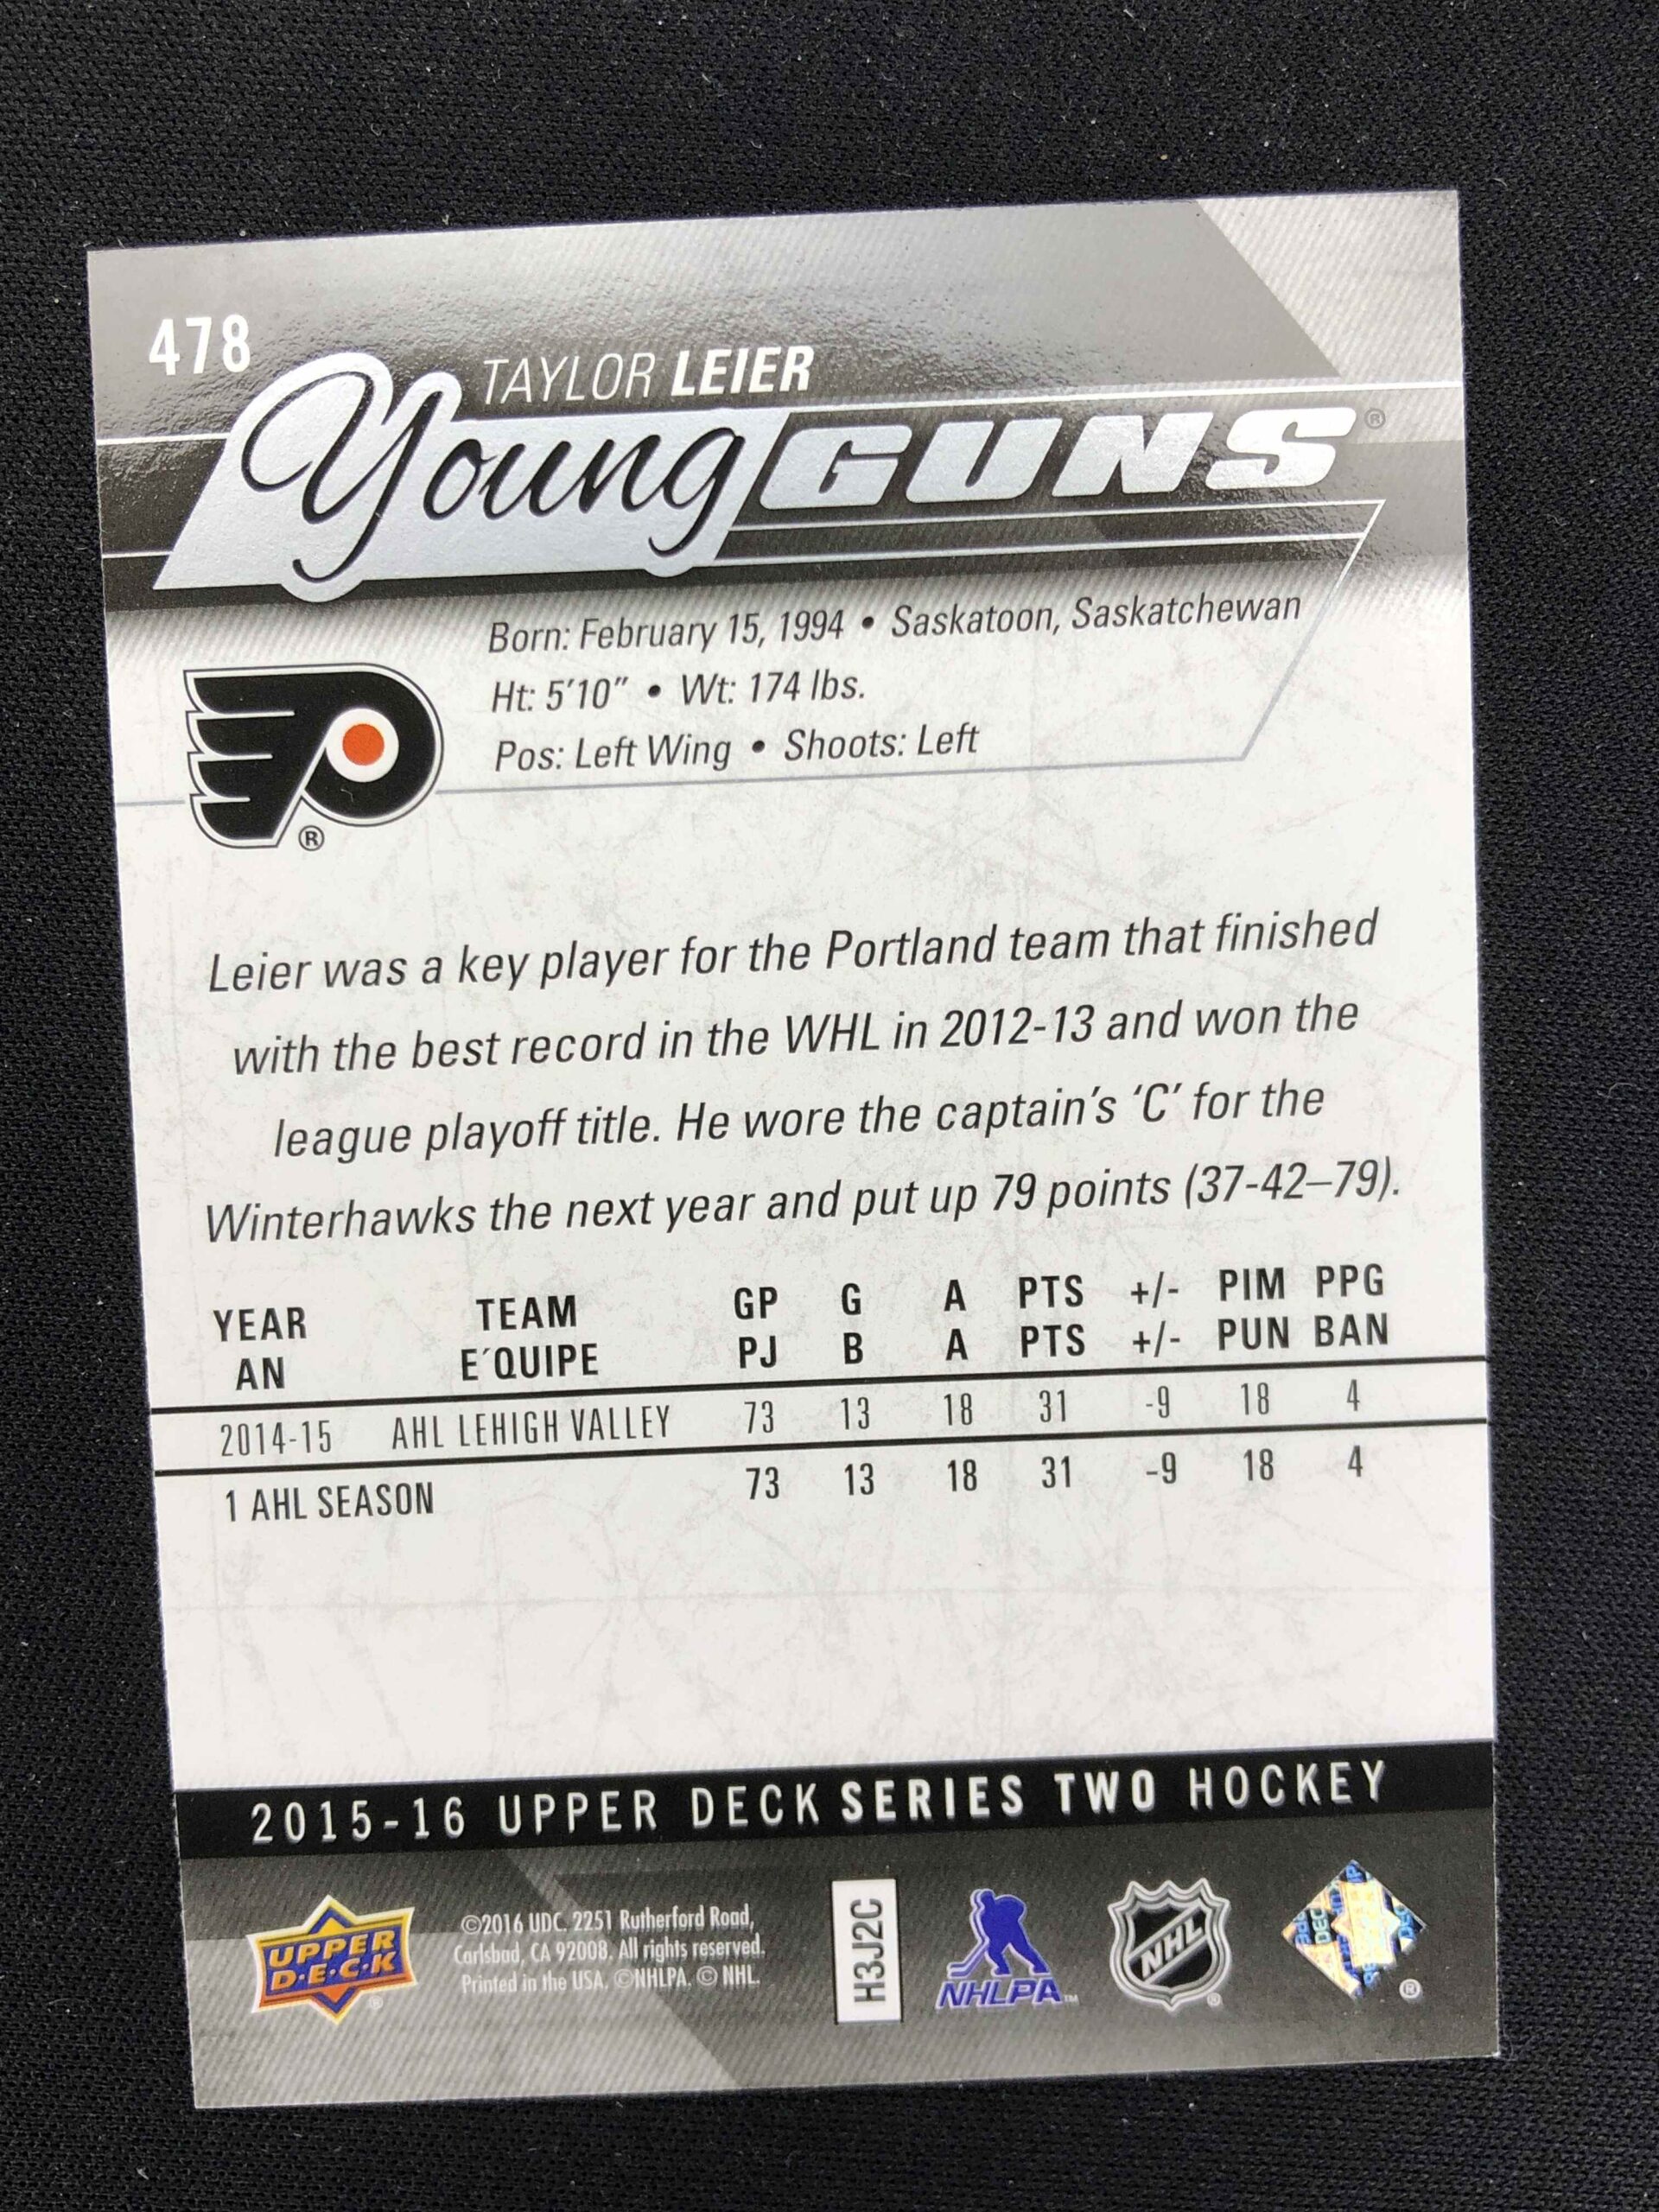 478
TAYLOR LEIER
Young GUNS®
Born: February 15, 1994 • Saskatoon, Saskatchewan
Ht: 5'10" • Wt: 174 lbs.
Pos: Left Wing • Shoots: Left
®
Leier was a key player for the Portland team that finished
with the best record in the WHL in 2012-13 and won the
league playoff title. He wore the captain's 'C' for the
Winterhawks the next year and put up 79 points (37-42–79).
YEAR TEAM GP G A PTS +/- PIM PPG
AN E´QUIPE PJ B A PTS +/- PUN BAN
2014-15 AHL LEHIGH VALLEY 73 13 18 31 -9 18 4
1 AHL SEASON 73 13 18 31 -9 18 4
2015-16 UPPER DECK SERIES TWO HOCKEY
UPPER
D•E•C•K
©2016 UDC. 2251 Rutherford Road,
Carlsbad, CA 92008. All rights reserved.
Printed in the USA. ©NHLPA. © NHL.
H3J2C
NHLPA™
NHL
®